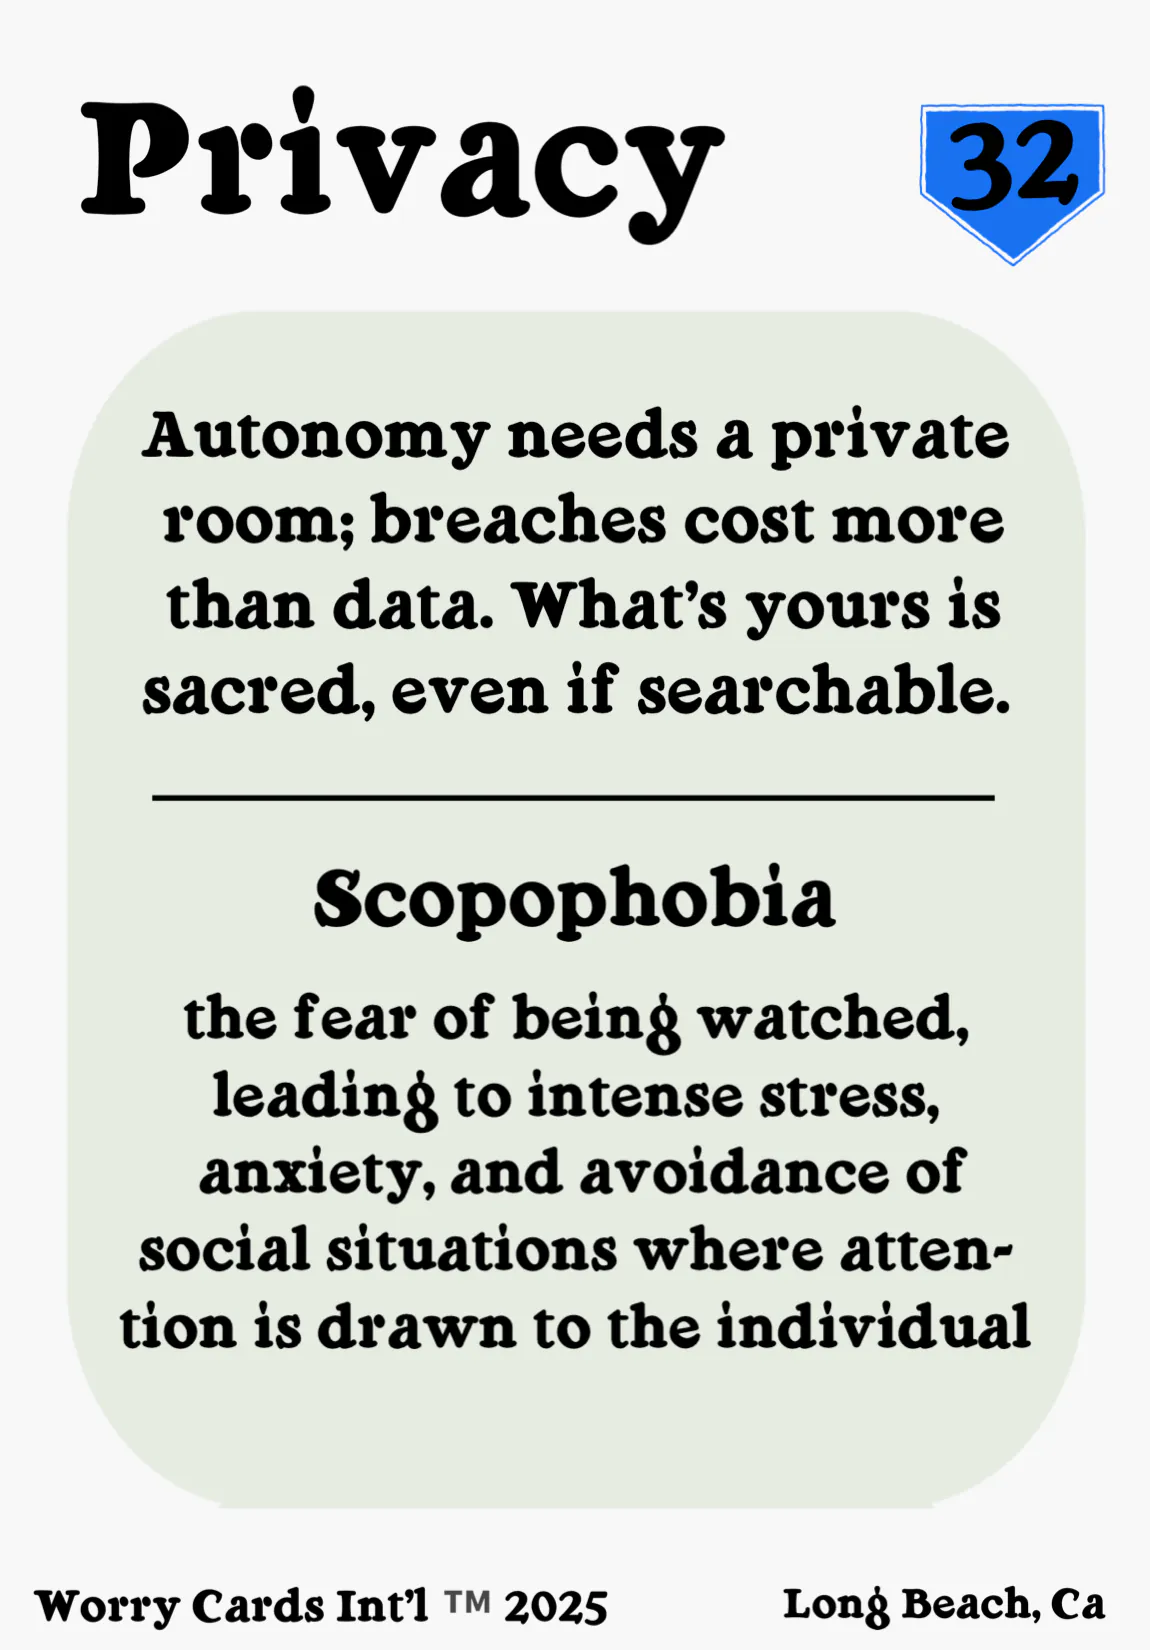 Privacy
32
Autonomy needs a private
room; breaches cost more
than data. What’s yours is
sacred, even if searchable.
Scopophobia
the fear of being watched,
leading to intense stress,
anxiety, and avoidance of
social situations where atten-
tion is drawn to the individual
Worry Cards Int’l ™ 2025
Long Beach, Ca